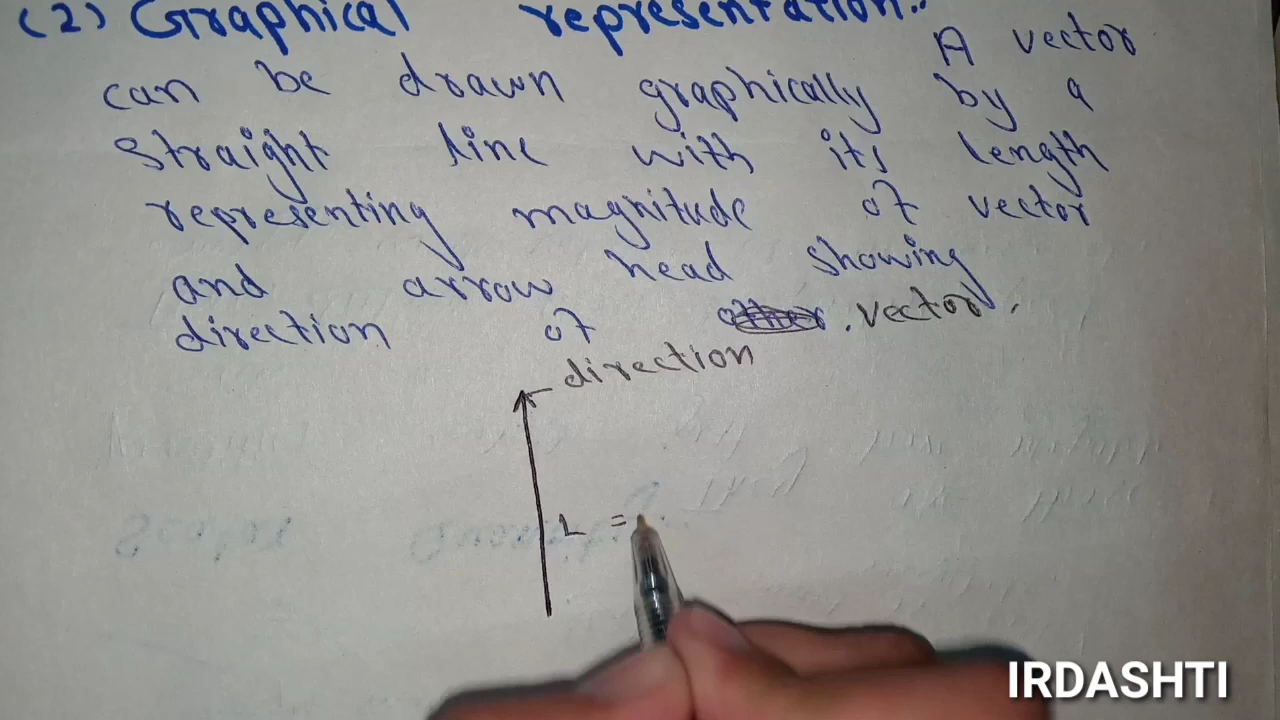 (2) Graphical representation:
A vector
can be drawn graphically by a
straight line with its length
representing magnitude of vector
and arrow head showing
direction of . vector.
direction
L =
IRDASHTI